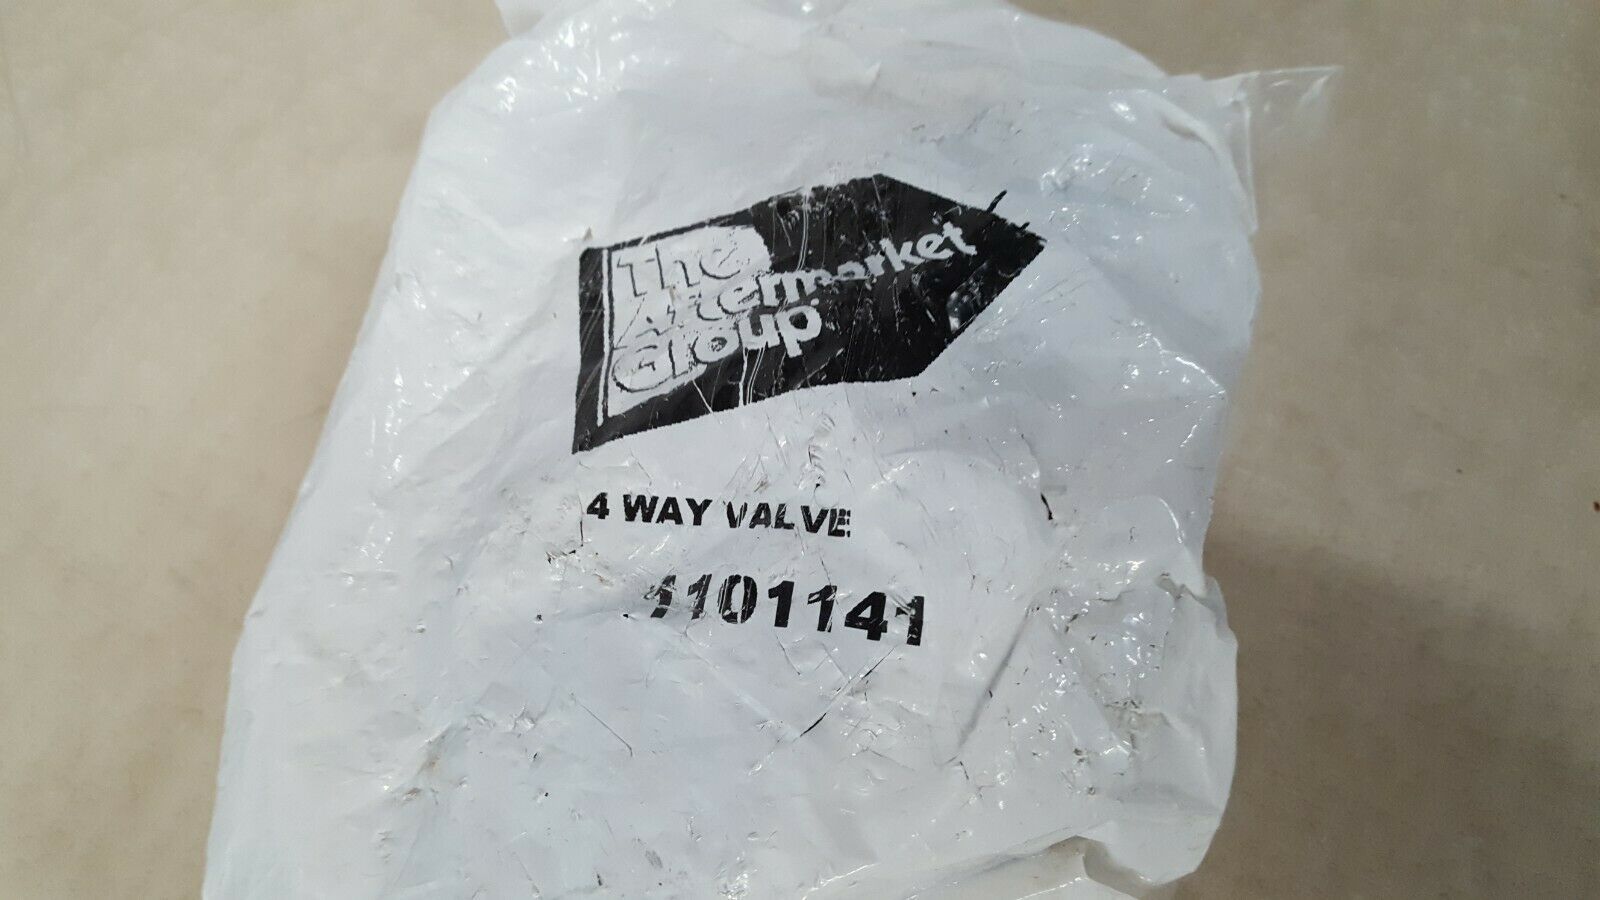 The
Aftermarket
Group
4 WAY VALVE
1101141